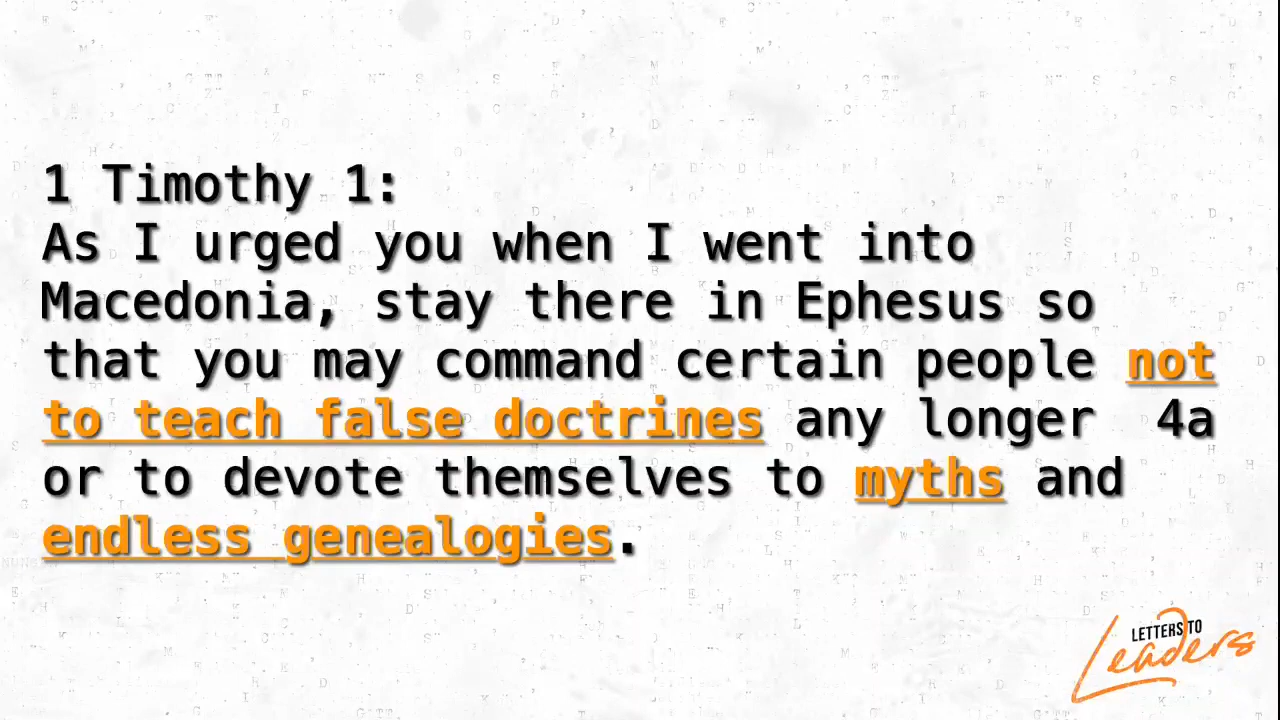 1 Timothy 1:
As I urged you when I went into
Macedonia, stay there in Ephesus so
that you may command certain people not
to teach false doctrines any longer  4a
or to devote themselves to myths and
endless genealogies.
LETTERS TO
Leaders